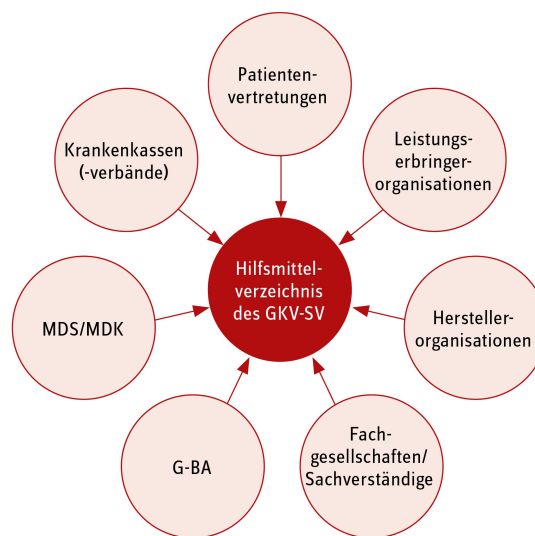 Patienten-
vertretungen
Leistungs-
erbringer-
organisationen
Hersteller-
organisationen
Fach-
gesellschaften/
Sachverständige
G-BA
MDS/MDK
Krankenkassen
(-verbände)
Hilfsmittel-
verzeichnis
des GKV-SV